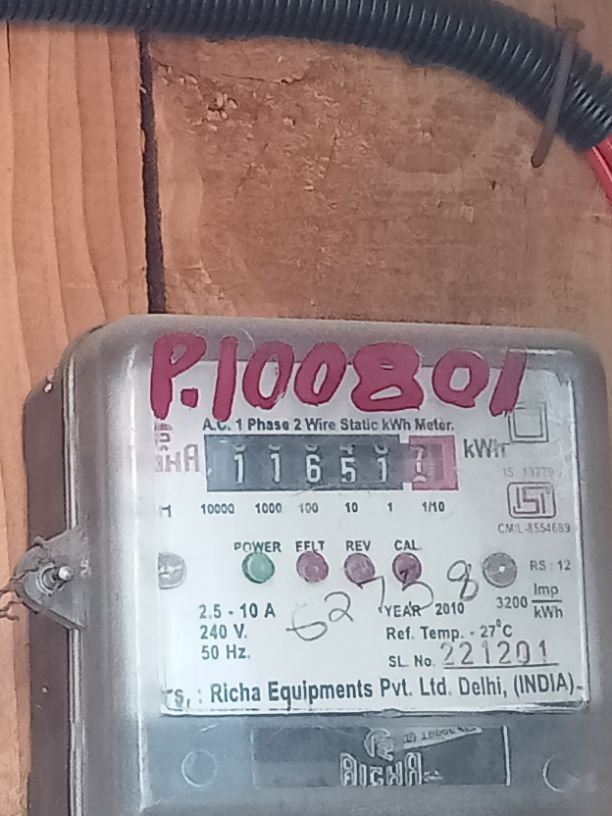 P.100801
A.C. 1 Phase 2 Wire Static kWh Meter.
1 1 6 5 1 kWh
10000 1000 100 10 1 1/10
IS: 13779
CM/L-8554689
POWER EFLT REV CAL
RS : 12
62738
2.5 - 10 A YEAR 2010 3200 Imp/kWh
240 V. Ref. Temp. - 27°C
50 Hz. SL. No. 221201
rs, : Richa Equipments Pvt. Ltd. Delhi, (INDIA)
RICHA